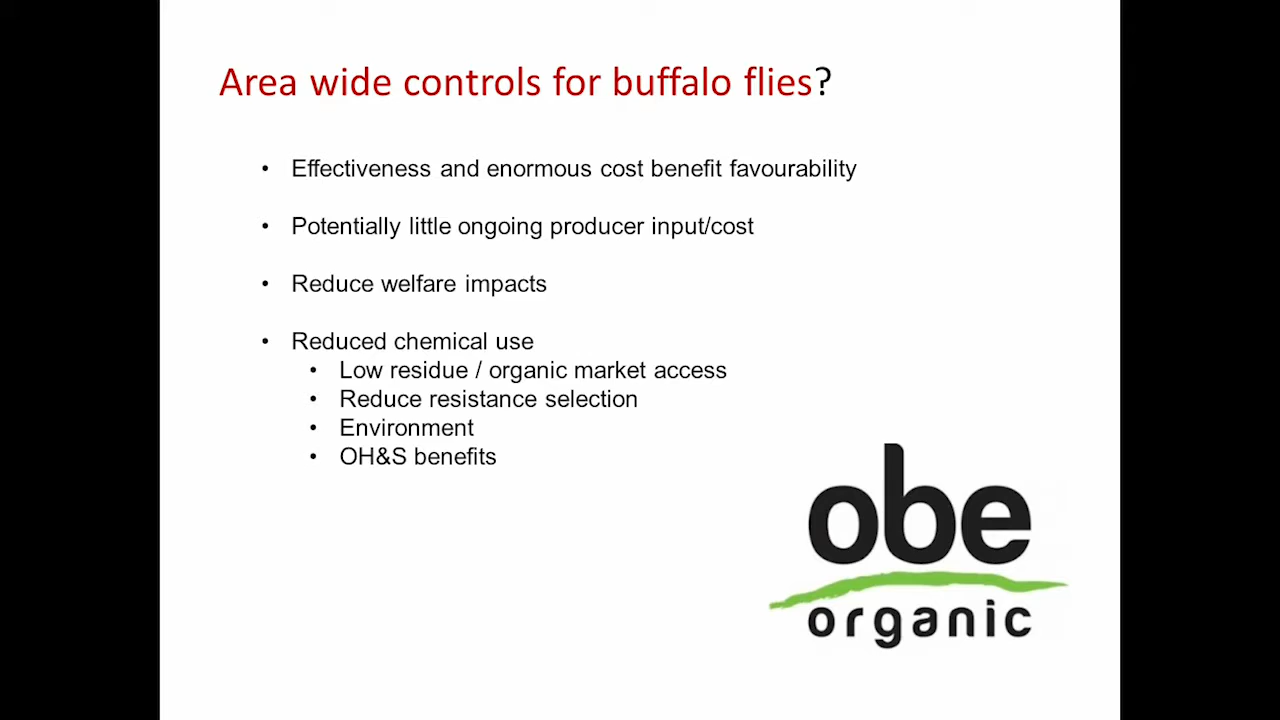 Area wide controls for buffalo flies?
• Effectiveness and enormous cost benefit favourability
• Potentially little ongoing producer input/cost
• Reduce welfare impacts
• Reduced chemical use
• Low residue / organic market access
• Reduce resistance selection
• Environment
• OH&S benefits
obe
organic